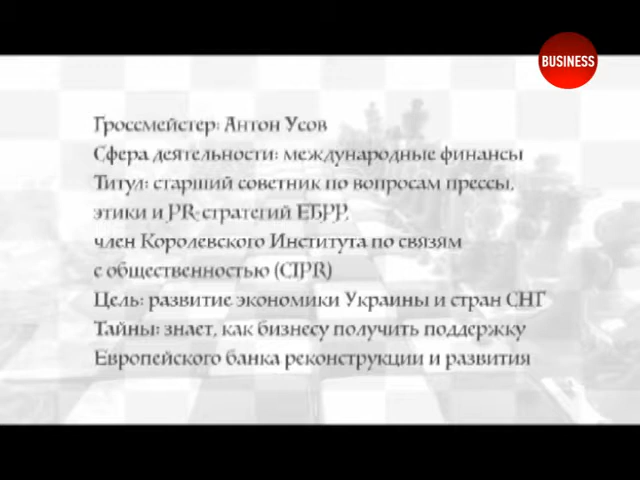 BUSINESS
Гроссмейстер: Антон Усов
Сфера деятельности: международные финансы
Титул: старший советник по вопросам прессы,
этики и PR-стратегий ЕБРР,
член Королевского Института по связям
с общественностью (CIPR)
Цель: развитие экономики Украины и стран СНГ
Тайны: знает, как бизнесу получить поддержку
Европейского банка реконструкции и развития